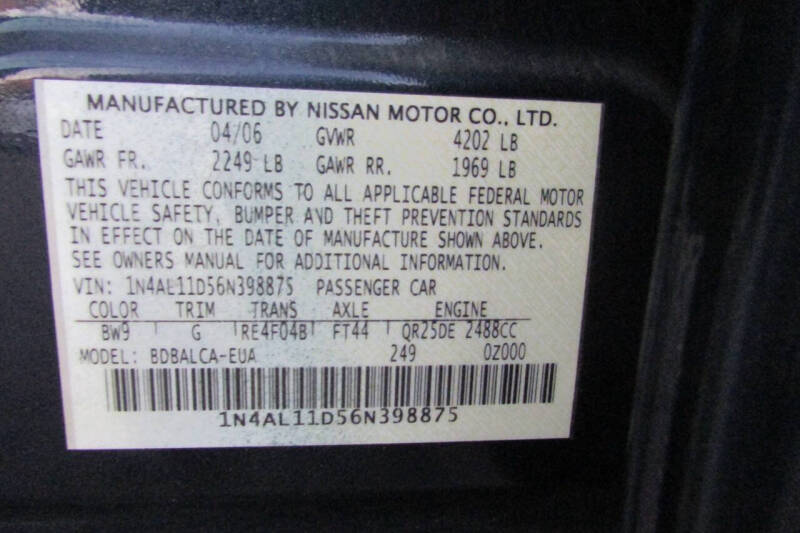 MANUFACTURED BY NISSAN MOTOR CO., LTD.
DATE 04/06 GVWR 4202 LB
GAWR FR. 2249 LB GAWR RR. 1969 LB
THIS VEHICLE CONFORMS TO ALL APPLICABLE FEDERAL MOTOR
VEHICLE SAFETY, BUMPER AND THEFT PREVENTION STANDARDS
IN EFFECT ON THE DATE OF MANUFACTURE SHOWN ABOVE.
SEE OWNERS MANUAL FOR ADDITIONAL INFORMATION.
VIN: 1N4AL11D56N398875 PASSENGER CAR
COLOR TRIM TRANS AXLE ENGINE
BW9 G RE4F04B FT44 QR25DE 2488CC
MODEL: BDBALCA-EUA 249 0Z000
1N4AL11D56N398875